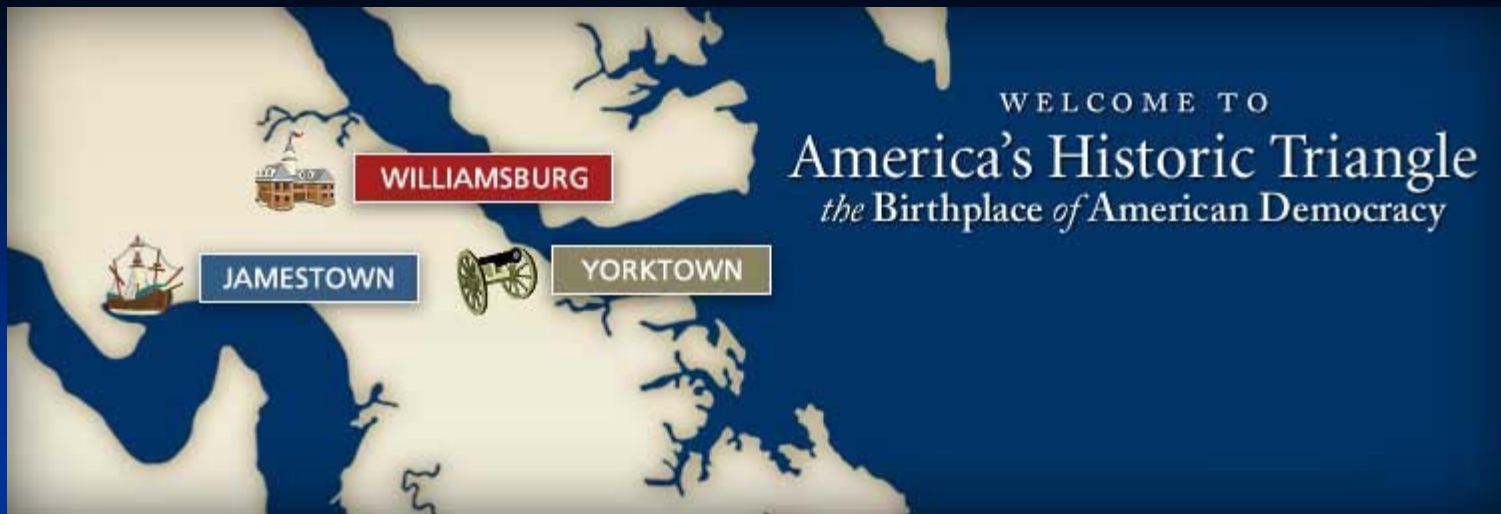 WELCOME TO
America's Historic Triangle
the Birthplace of American Democracy
WILLIAMSBURG
JAMESTOWN
YORKTOWN